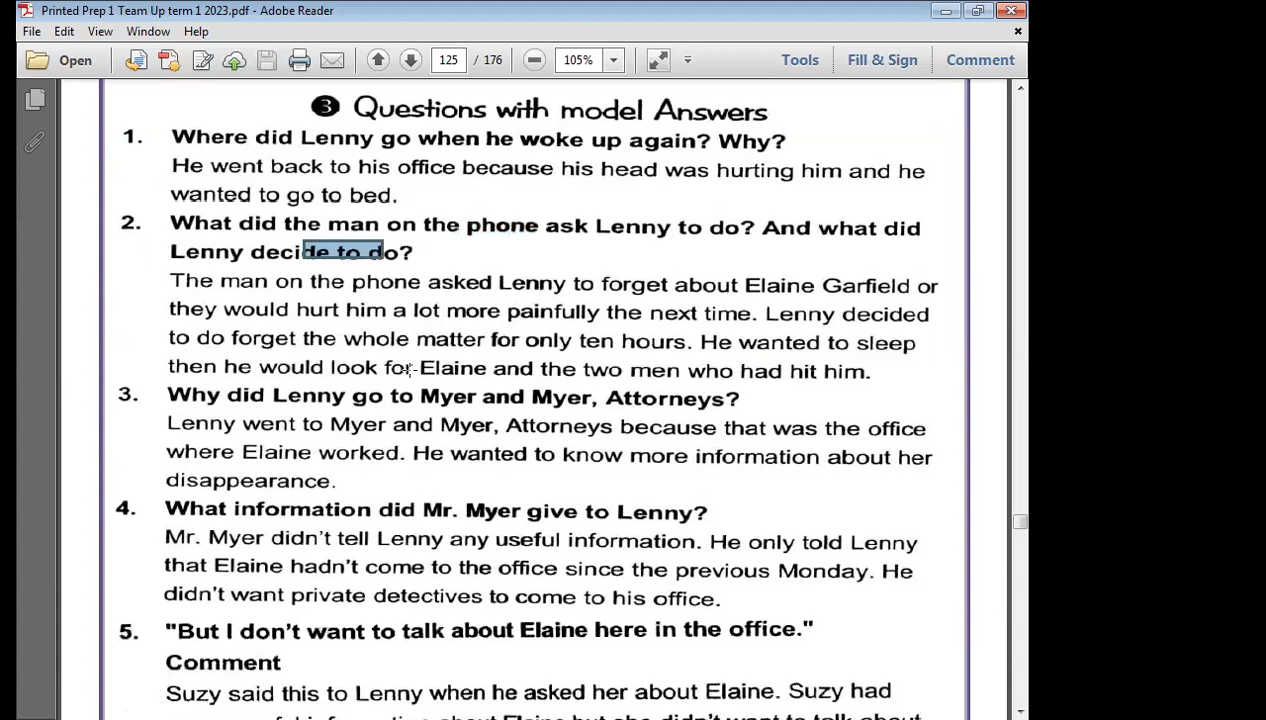 Printed Prep 1 Team Up term 1 2023.pdf - Adobe Reader
File Edit View Window Help
Open 125 / 176 105% Tools Fill & Sign Comment
3 Questions with model Answers
1. Where did Lenny go when he woke up again? Why?
He went back to his office because his head was hurting him and he
wanted to go to bed.
2. What did the man on the phone ask Lenny to do? And what did
Lenny decide to do?
The man on the phone asked Lenny to forget about Elaine Garfield or
they would hurt him a lot more painfully the next time. Lenny decided
to do forget the whole matter for only ten hours. He wanted to sleep
then he would look for Elaine and the two men who had hit him.
3. Why did Lenny go to Myer and Myer, Attorneys?
Lenny went to Myer and Myer, Attorneys because that was the office
where Elaine worked. He wanted to know more information about her
disappearance.
4. What information did Mr. Myer give to Lenny?
Mr. Myer didn't tell Lenny any useful information. He only told Lenny
that Elaine hadn't come to the office since the previous Monday. He
didn't want private detectives to come to his office.
5. "But I don't want to talk about Elaine here in the office."
Comment
Suzy said this to Lenny when he asked her about Elaine. Suzy had